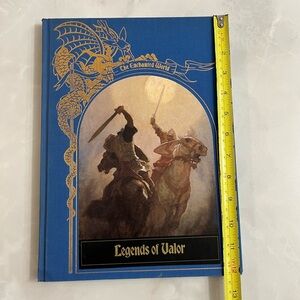 The Enchanted World
Legends of Valor